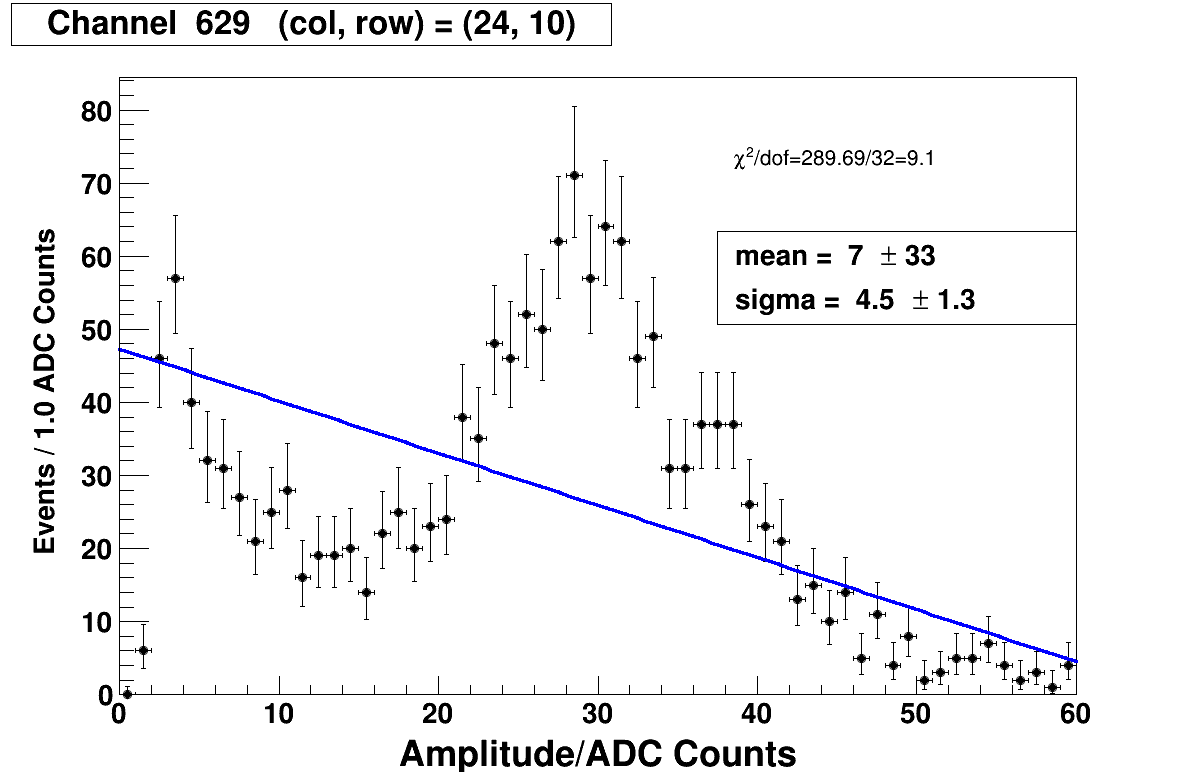 Channel 629 (col, row) = (24, 10)
80
χ²/dof=289.69/32=9.1
70
60
mean = 7 ± 33
sigma = 4.5 ± 1.3
50
40
30
20
10
0
Events / 1.0 ADC Counts
0 10 20 30 40 50 60
Amplitude/ADC Counts